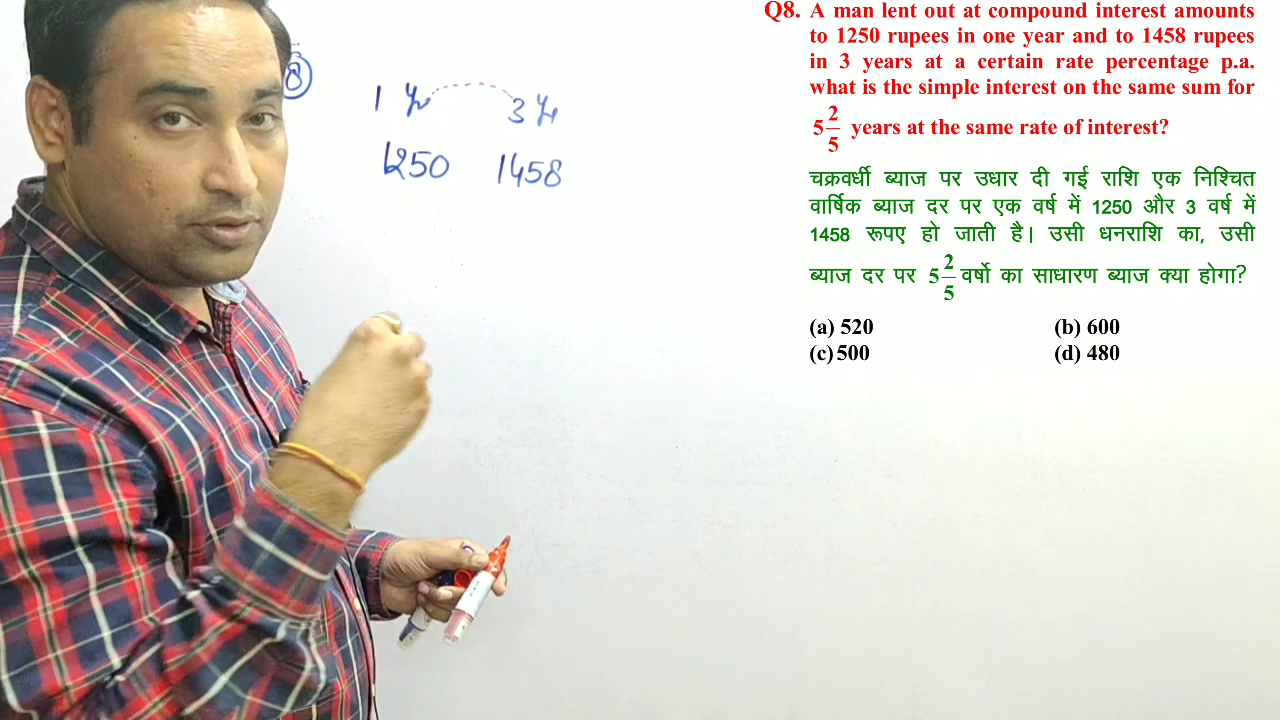 8
1 yr 3 yr
1250 1458
Q8. A man lent out at compound interest amounts
to 1250 rupees in one year and to 1458 rupees
in 3 years at a certain rate percentage p.a.
what is the simple interest on the same sum for
5 2/5 years at the same rate of interest?
चक्रवर्धी ब्याज पर उधार दी गई राशि एक निश्चित
वार्षिक ब्याज दर पर एक वर्ष में 1250 और 3 वर्ष में
1458 रूपए हो जाती है। उसी धनराशि का, उसी
ब्याज दर पर 5 2/5 वर्षो का साधारण ब्याज क्या होगा?
(a) 520 (b) 600
(c) 500 (d) 480